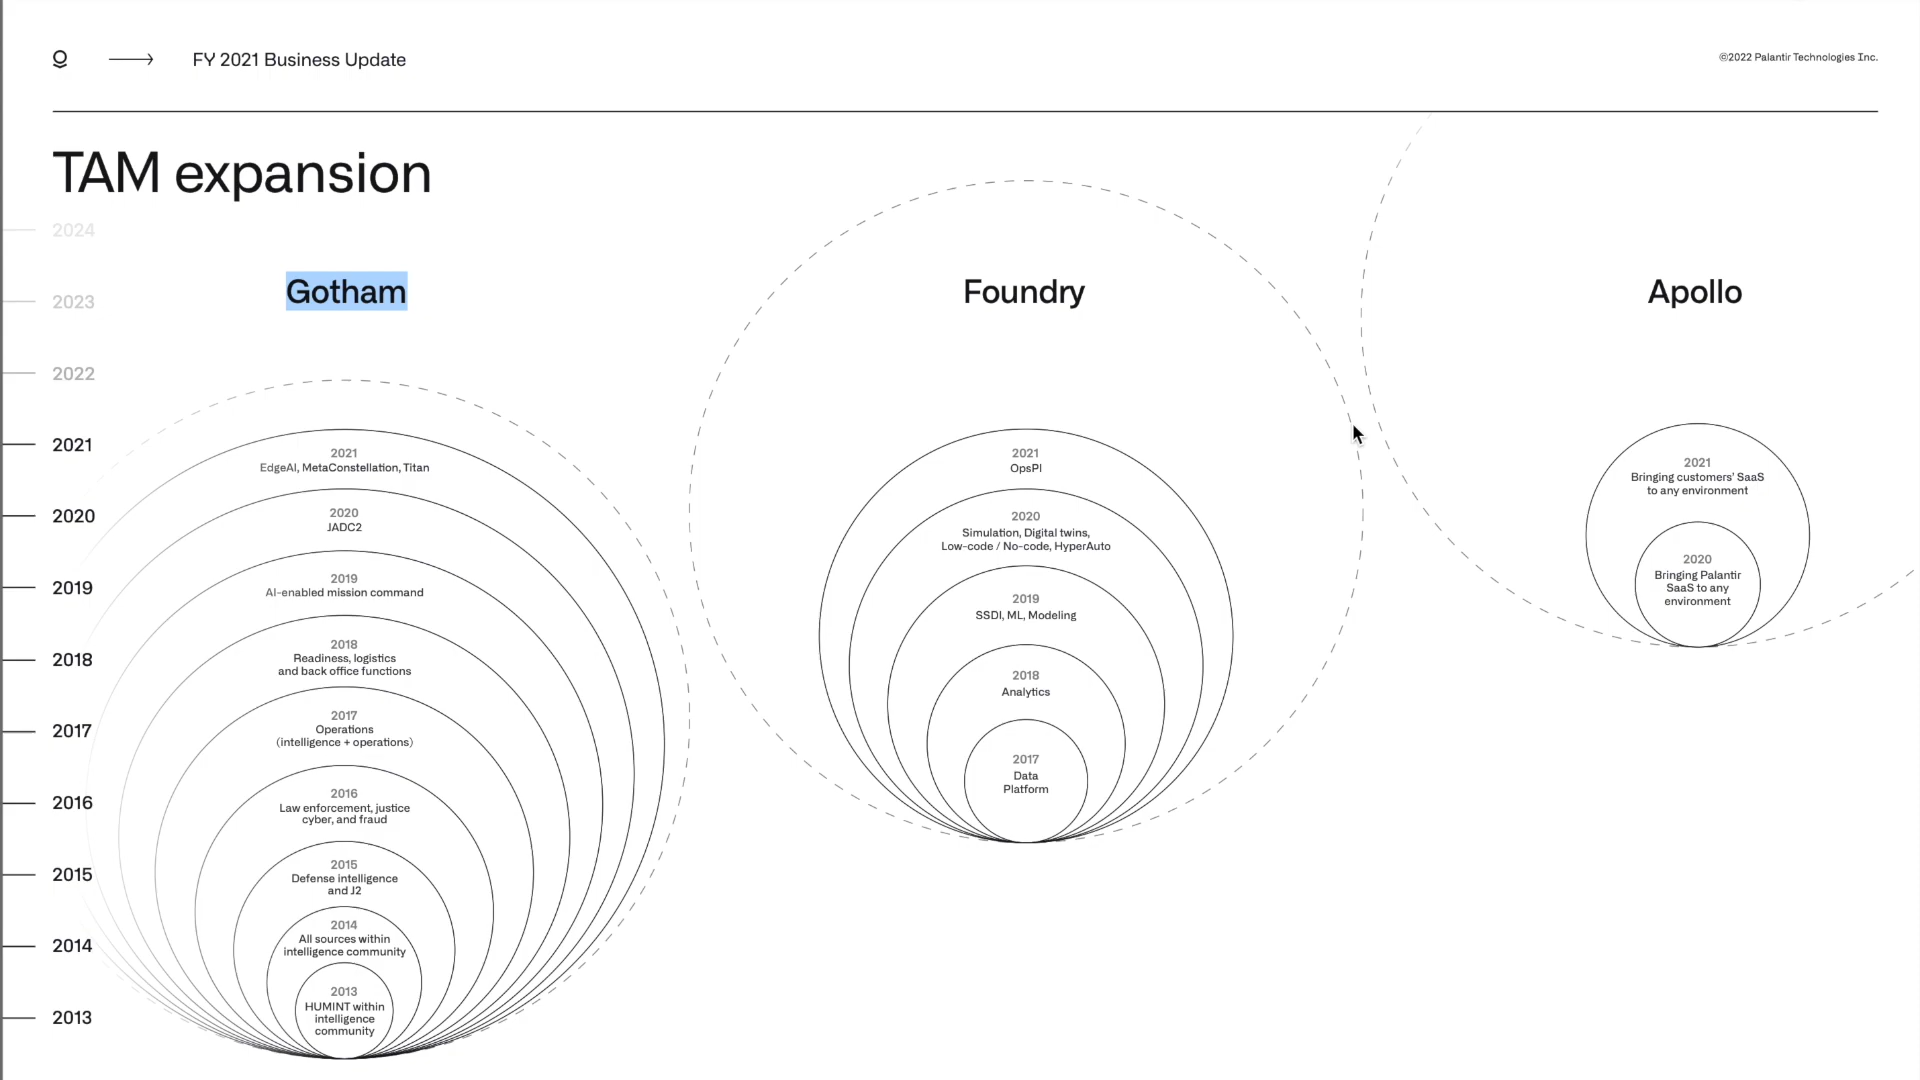 FY 2021 Business Update
©2022 Palantir Technologies Inc.
TAM expansion
2024
2023
2022
2021
2020
2019
2018
2017
2016
2015
2014
2013
Gotham
2021
EdgeAI, MetaConstellation, Titan
2020
JADC2
2019
AI-enabled mission command
2018
Readiness, logistics
and back office functions
2017
Operations
(intelligence + operations)
2016
Law enforcement, justice
cyber, and fraud
2015
Defense intelligence
and J2
2014
All sources within
intelligence community
2013
HUMINT within
intelligence
community
Foundry
2021
OpsPI
2020
Simulation, Digital twins,
Low-code / No-code, HyperAuto
2019
SSDI, ML, Modeling
2018
Analytics
2017
Data
Platform
Apollo
2021
Bringing customers' SaaS
to any environment
2020
Bringing Palantir
SaaS to any
environment